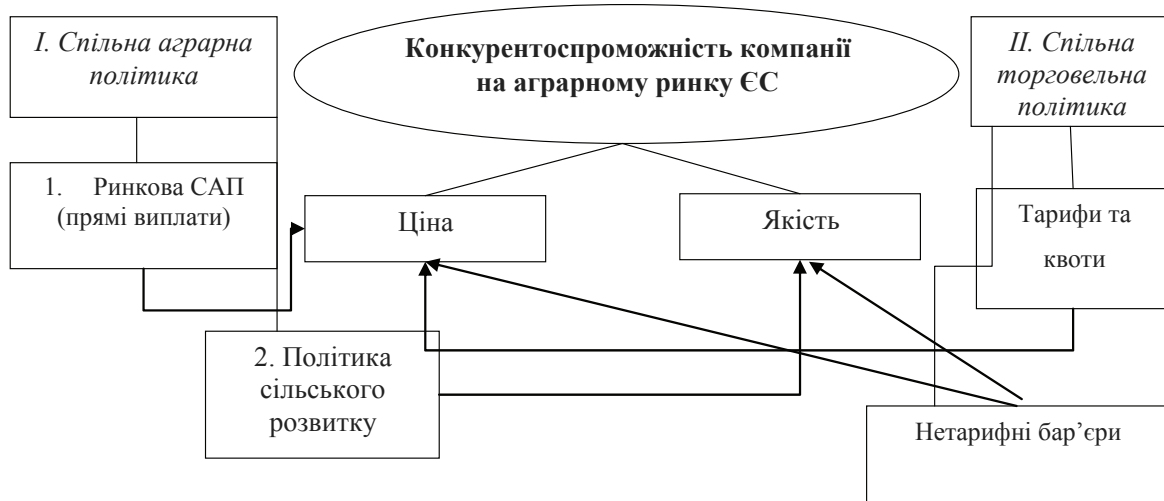 І. Спільна аграрна
політика
Конкурентоспроможність компанії
на аграрному ринку ЄС
ІІ. Спільна
торговельна
політика
1. Ринкова САП
(прямі виплати)
Ціна
Якість
Тарифи та
квоти
2. Політика
сільського
розвитку
Нетарифні бар’єри